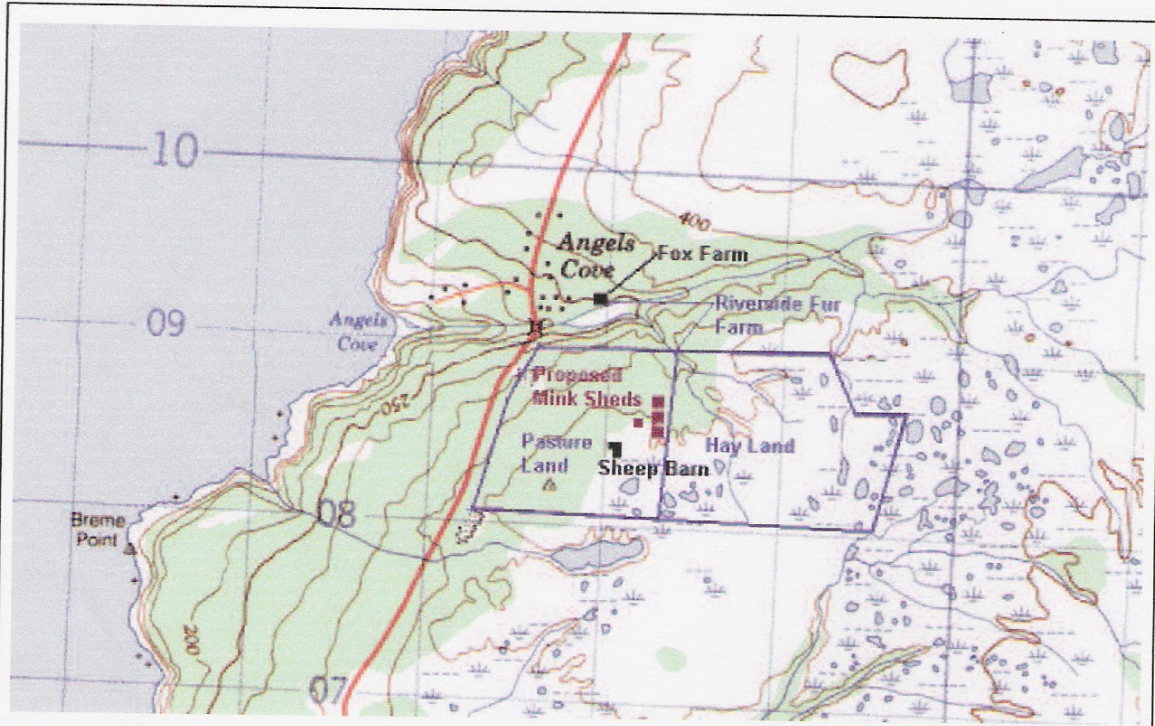 10
400
Angels
Cove
Fox Farm
Riverside Fur
Farm
09
Angels
Cove
Proposed
Mink Sheds
250
Pasture
Land
Hay Land
Sheep Barn
08
Breme
Point
200
07